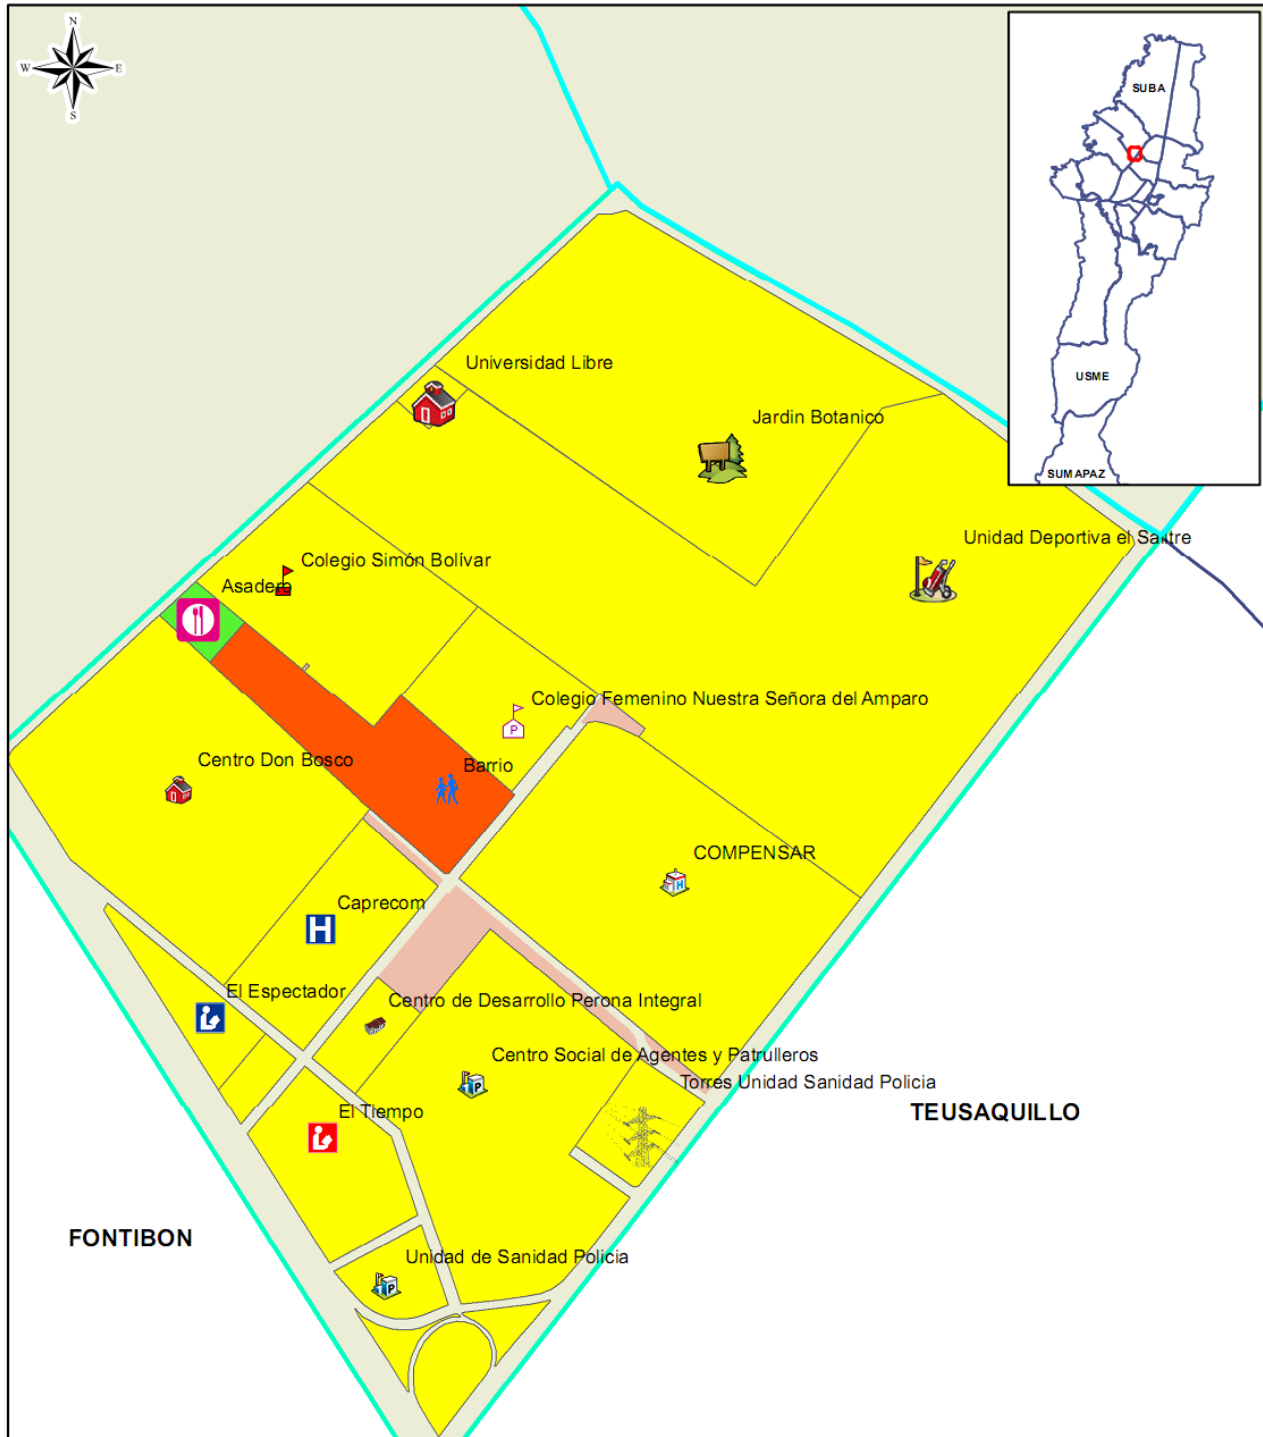 N
W
E
S
SUBA
USME
SUMAPAZ
Universidad Libre
Jardin Botanico
Unidad Deportiva el Salitre
Colegio Simón Bolívar
Asadero
Colegio Femenino Nuestra Señora del Amparo
P
Centro Don Bosco
Barrio
COMPENSAR
H
Caprecom
H
El Espectador
Centro de Desarrollo Perona Integral
Centro Social de Agentes y Patrulleros
P
Torres Unidad Sanidad Policia
El Tiempo
TEUSAQUILLO
FONTIBON
Unidad de Sanidad Policia
P